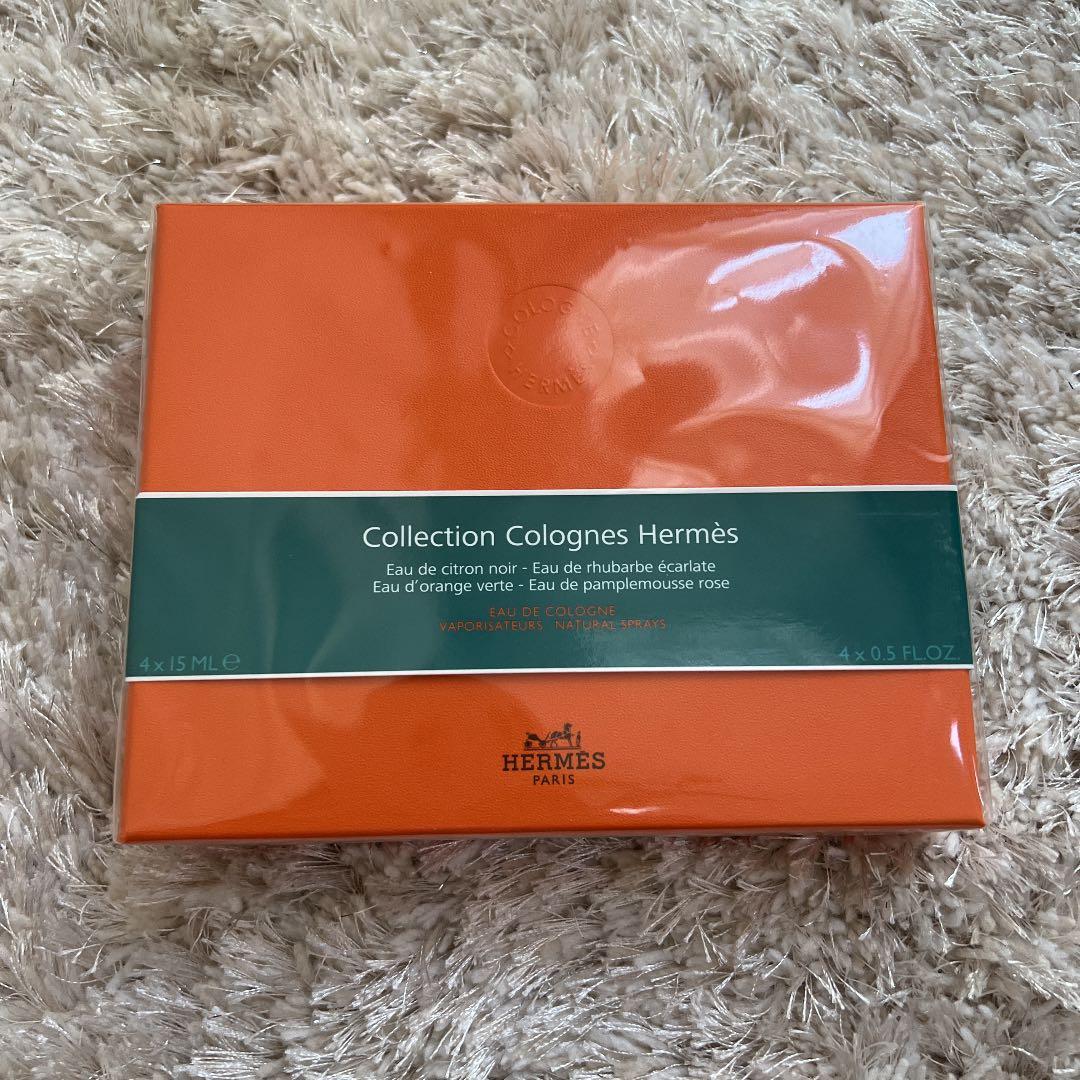 COLOGNE
HERMÈS
Collection Colognes Hermès
Eau de citron noir - Eau de rhubarbe écarlate
Eau d'orange verte - Eau de pamplemousse rose
EAU DE COLOGNE
VAPORISATEURS NATURAL SPRAYS
4 x 15 ML ℮
4 x 0.5 FL.OZ.
HERMÈS
PARIS